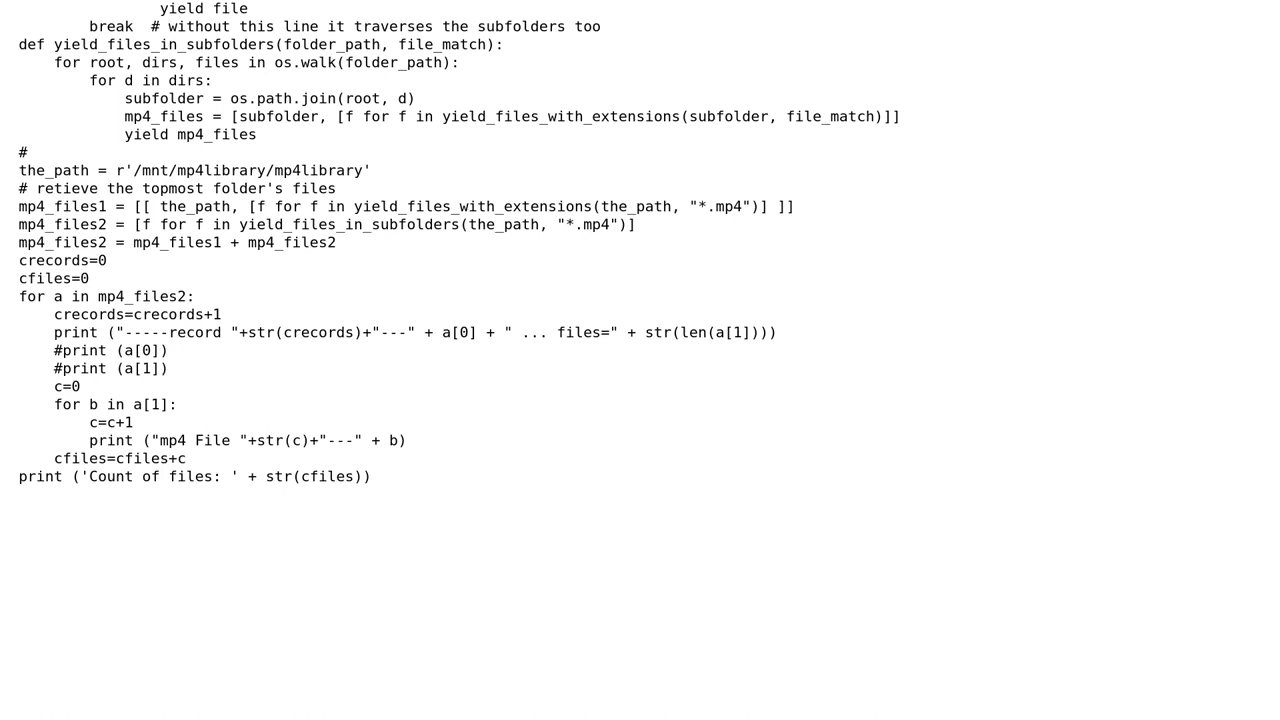 yield file
        break  # without this line it traverses the subfolders too
def yield_files_in_subfolders(folder_path, file_match):
    for root, dirs, files in os.walk(folder_path):
        for d in dirs:
            subfolder = os.path.join(root, d)
            mp4_files = [subfolder, [f for f in yield_files_with_extensions(subfolder, file_match)]]
            yield mp4_files
#
the_path = r'/mnt/mp4library/mp4library'
# retieve the topmost folder's files
mp4_files1 = [[ the_path, [f for f in yield_files_with_extensions(the_path, "*.mp4")] ]]
mp4_files2 = [f for f in yield_files_in_subfolders(the_path, "*.mp4")]
mp4_files2 = mp4_files1 + mp4_files2
crecords=0
cfiles=0
for a in mp4_files2:
    crecords=crecords+1
    print ("-----record "+str(crecords)+"---" + a[0] + " ... files=" + str(len(a[1])))
    #print (a[0])
    #print (a[1])
    c=0
    for b in a[1]:
        c=c+1
        print ("mp4 File "+str(c)+"---" + b)
    cfiles=cfiles+c
print ('Count of files: ' + str(cfiles))